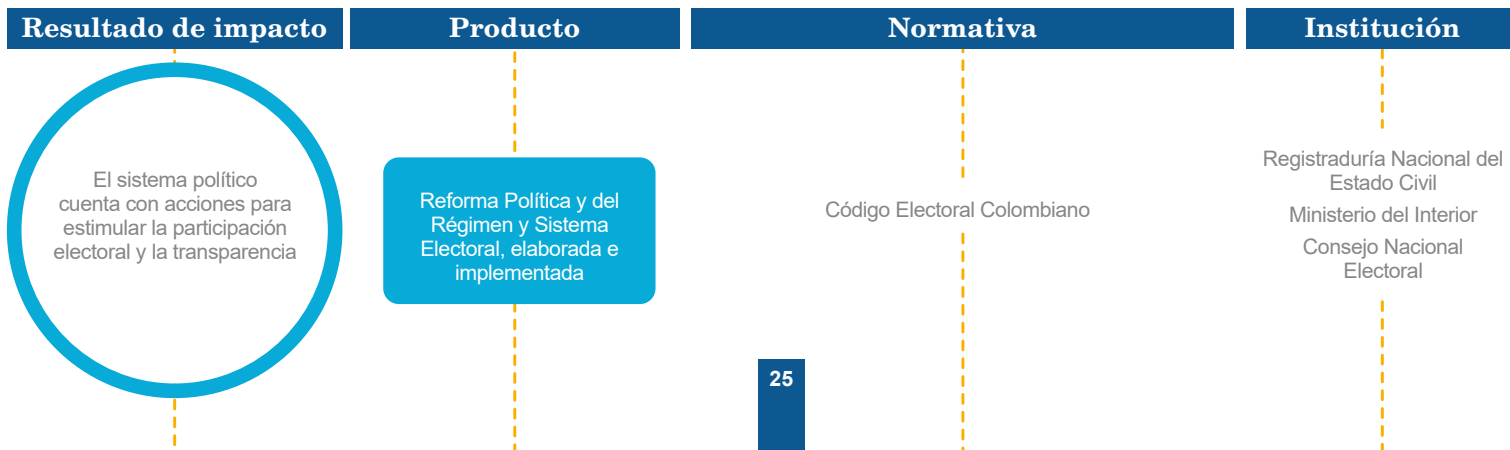 Resultado de impacto
Producto
Normativa
Institución
El sistema político
cuenta con acciones para
estimular la participación
electoral y la transparencia
Reforma Política y del
Régimen y Sistema
Electoral, elaborada e
implementada
Código Electoral Colombiano
Registraduría Nacional del
Estado Civil
Ministerio del Interior
Consejo Nacional
Electoral
25